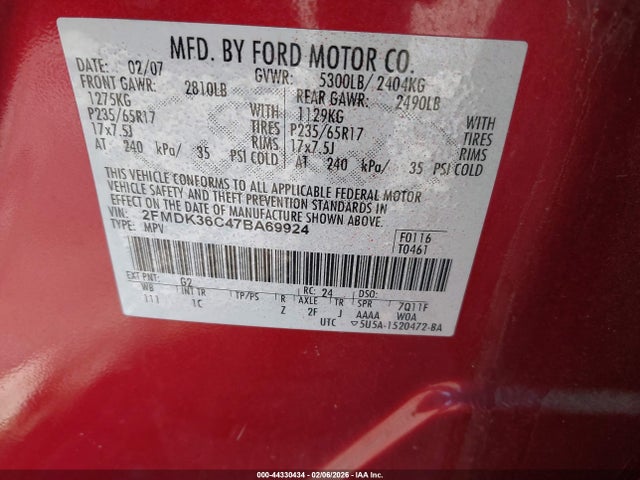 MFD. BY FORD MOTOR CO.
DATE: 02/07 GVWR: 5300LB/ 2404KG
FRONT GAWR: 2810LB REAR GAWR: 2490LB
1275KG WITH 1129KG WITH
P235/65R17 TIRES P235/65R17 TIRES
17x7.5J RIMS 17x7.5J RIMS
AT 240 kPa/ 35 PSI COLD AT 240 kPa/ 35 PSI COLD
THIS VEHICLE CONFORMS TO ALL APPLICABLE FEDERAL MOTOR
VEHICLE SAFETY AND THEFT PREVENTION STANDARDS IN
EFFECT ON THE DATE OF MANUFACTURE SHOWN ABOVE.
VIN: 2FMDK36C47BA69924
TYPE: MPV
F0116
T0461
EXT PNT: G2 RC: 24 DSO:
WB INT TR TP/PS R AXLE TR SPR 7Q11F
111 1C Z 2F J AAAA W0A
UTC ▽5U5A-1520472-BA
000-44330434 | 02/06/2026 | IAA Inc.